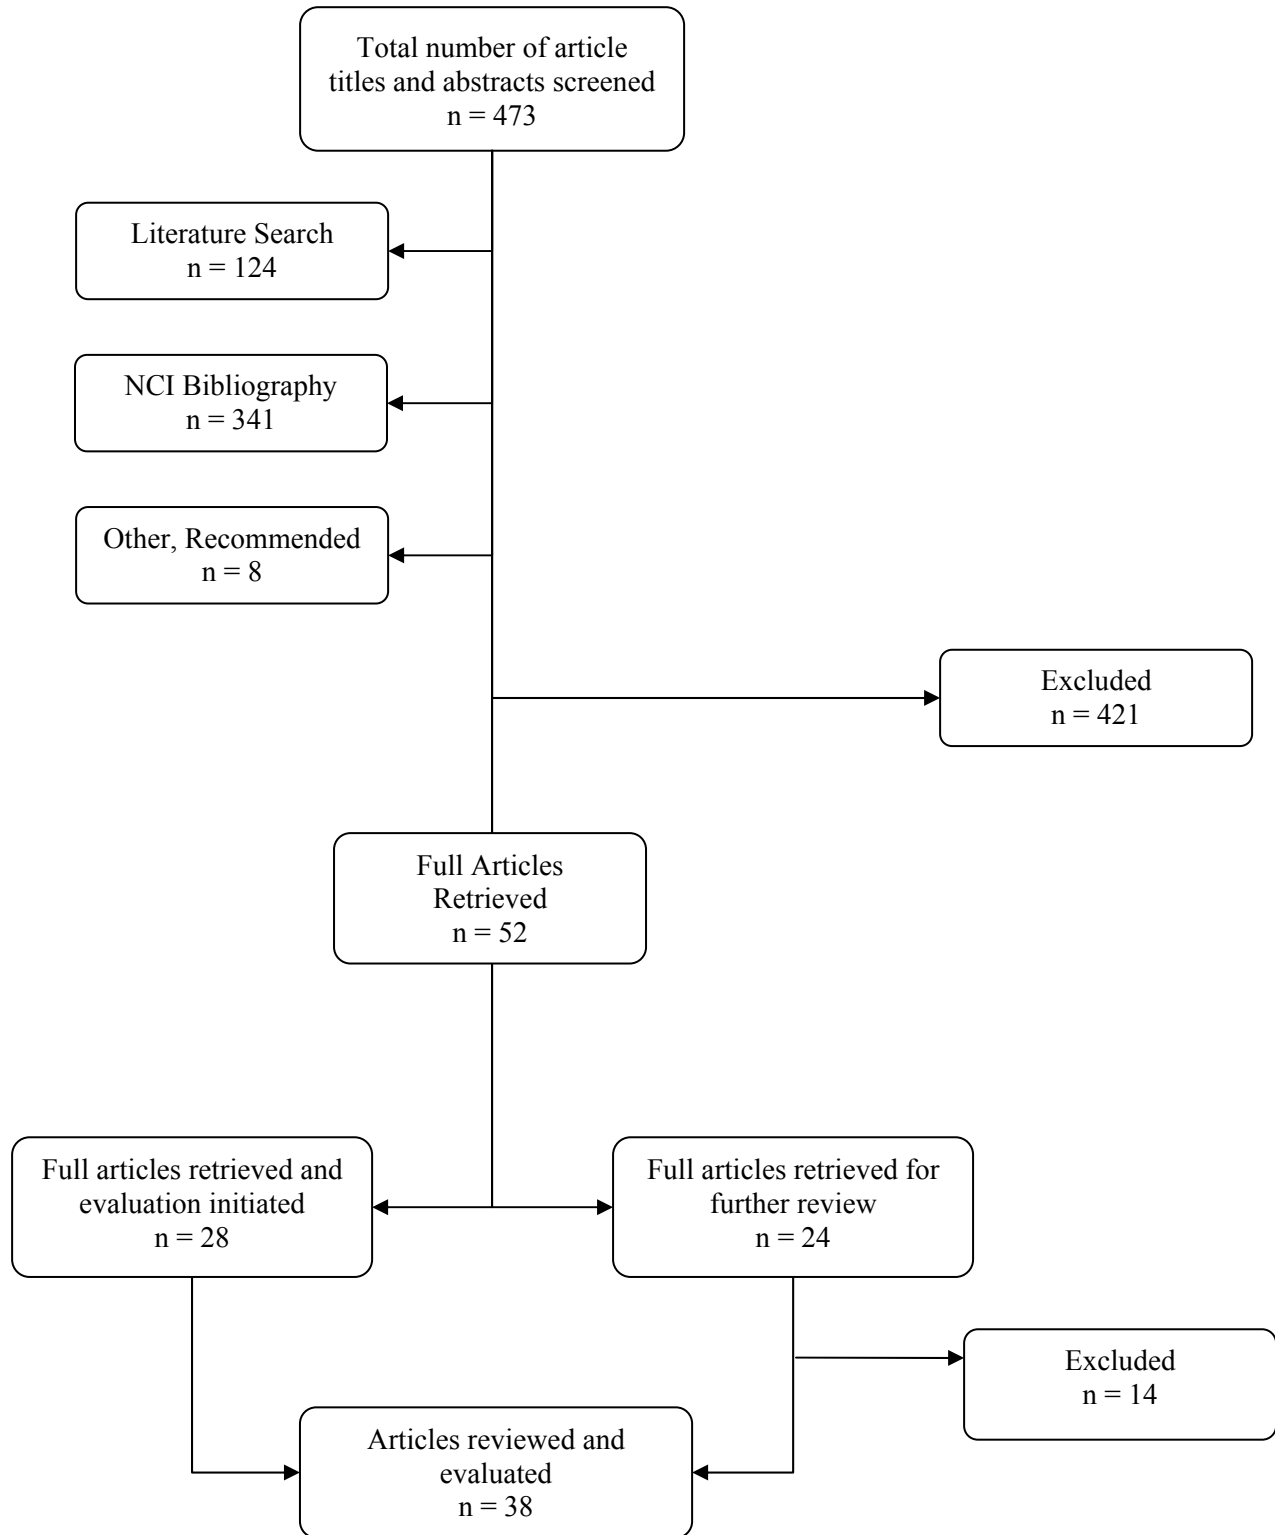 Total number of article
titles and abstracts screened
n = 473
Literature Search
n = 124
NCI Bibliography
n = 341
Other, Recommended
n = 8
Excluded
n = 421
Full Articles
Retrieved
n = 52
Full articles retrieved and
evaluation initiated
n = 28
Full articles retrieved for
further review
n = 24
Excluded
n = 14
Articles reviewed and
evaluated
n = 38